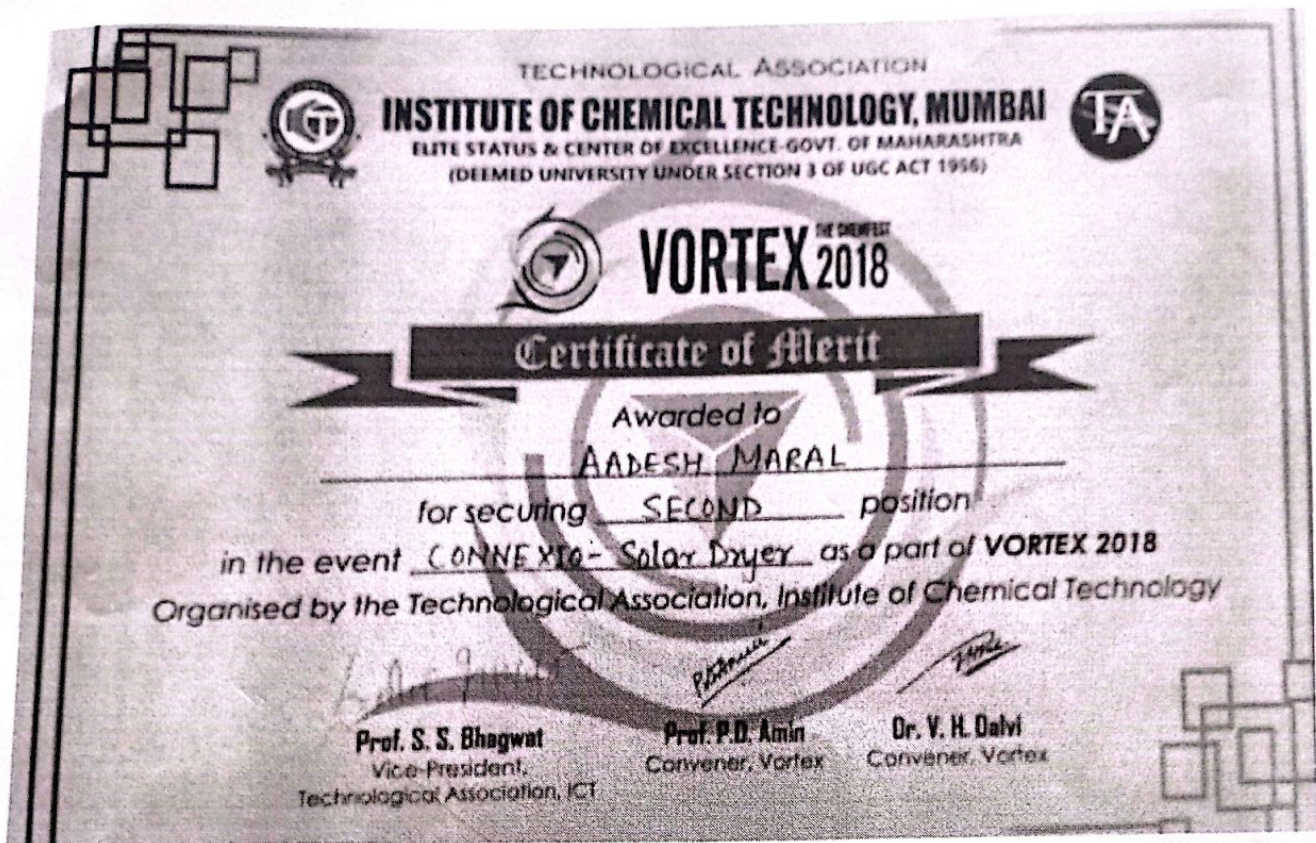 TECHNOLOGICAL ASSOCIATION
INSTITUTE OF CHEMICAL TECHNOLOGY, MUMBAI
ELITE STATUS & CENTER OF EXCELLENCE-GOVT. OF MAHARASHTRA
(DEEMED UNIVERSITY UNDER SECTION 3 OF UGC ACT 1956)
TA
VORTEX THE CHEMFEST 2018
Certificate of Merit
Awarded to
AADESH MARAL
for securing SECOND position
in the event CONNEXIO- Solar Dryer as a part of VORTEX 2018
Organised by the Technological Association, Institute of Chemical Technology
Prof. S. S. Bhagwat Prof. P.D. Amin Dr. V. H. Dalvi
Vice-President, Convener, Vortex Convener, Vortex
Technological Association, ICT